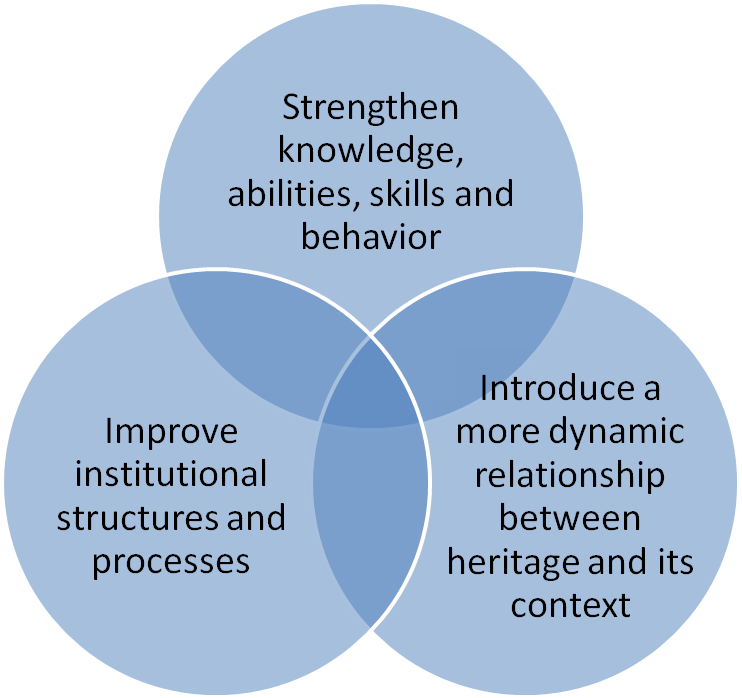 Strengthen
knowledge,
abilities, skills and
behavior
Improve
institutional
structures and
processes
Introduce a
more dynamic
relationship
between
heritage and its
context